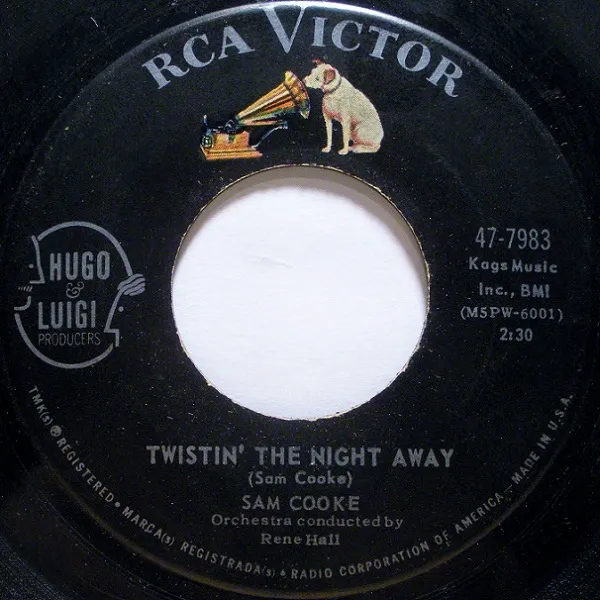 RCA VICTOR
HUGO
&
LUIGI
PRODUCERS
47-7983
Kags Music
Inc., BMI
(M5PW-6001)
2:30
TWISTIN' THE NIGHT AWAY
(Sam Cooke)
SAM COOKE
Orchestra conducted by
Rene Hall
TMK(s) ® REGISTERED • MARCA(s) REGISTRADA(s) • RADIO CORPORATION OF AMERICA, MADE IN U.S.A.